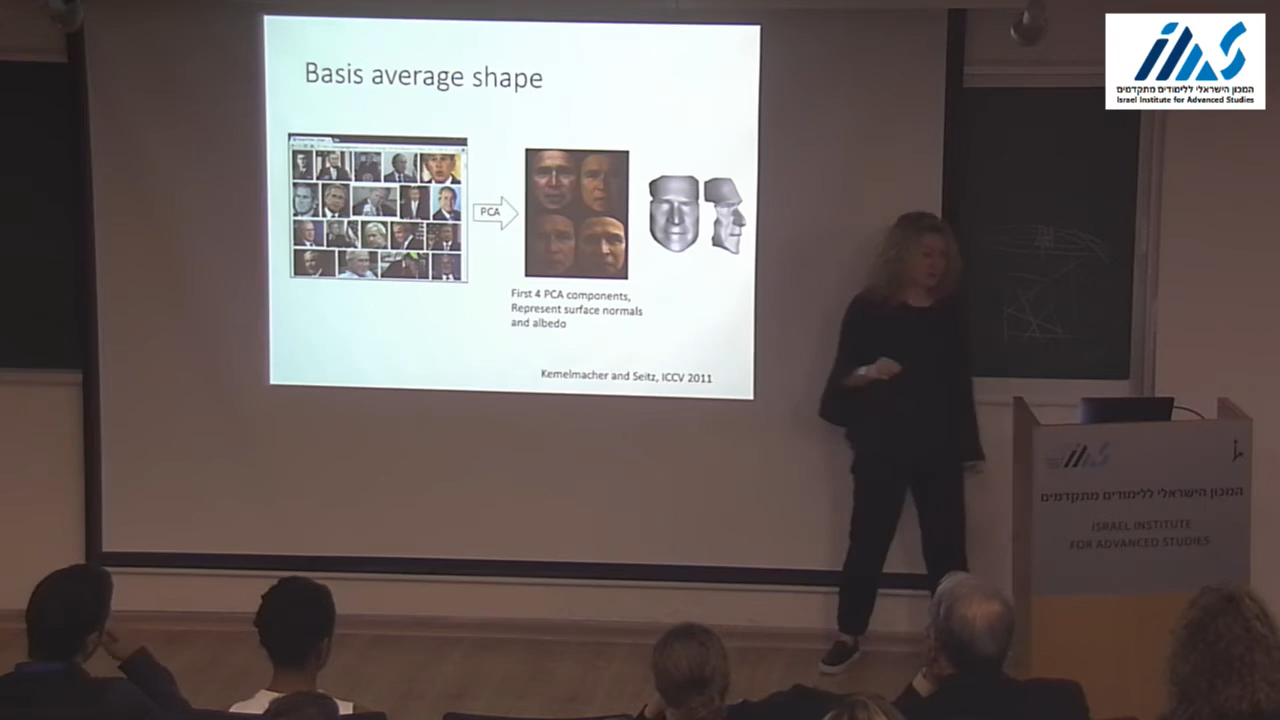 Basis average shape
PCA
First 4 PCA components,
Represent surface normals
and albedo
Kemelmacher and Seitz, ICCV 2011
המכון הישראלי ללימודים מתקדמים
Israel Institute for Advanced Studies
המכון הישראלי ללימודים מתקדמים
ISRAEL INSTITUTE
FOR ADVANCED STUDIES